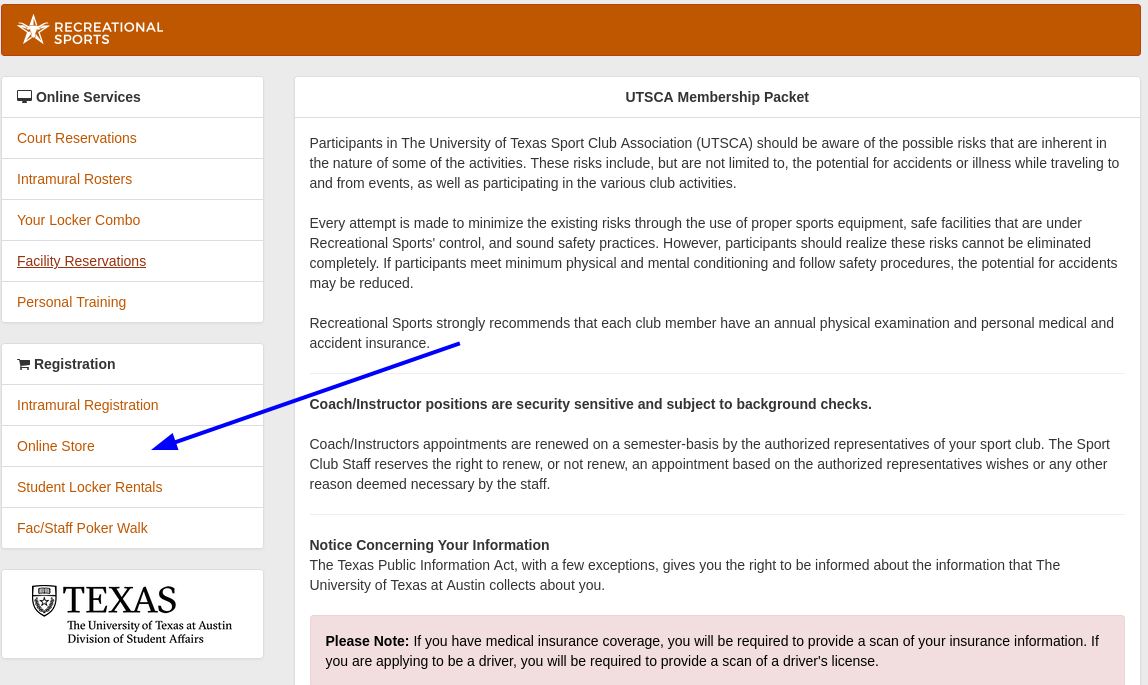 RECREATIONAL
SPORTS
Online Services
Court Reservations
Intramural Rosters
Your Locker Combo
Facility Reservations
Personal Training
Registration
Intramural Registration
Online Store
Student Locker Rentals
Fac/Staff Poker Walk
TEXAS
The University of Texas at Austin
Division of Student Affairs
UTSCA Membership Packet
Participants in The University of Texas Sport Club Association (UTSCA) should be aware of the possible risks that are inherent in
the nature of some of the activities. These risks include, but are not limited to, the potential for accidents or illness while traveling to
and from events, as well as participating in the various club activities.
Every attempt is made to minimize the existing risks through the use of proper sports equipment, safe facilities that are under
Recreational Sports' control, and sound safety practices. However, participants should realize these risks cannot be eliminated
completely. If participants meet minimum physical and mental conditioning and follow safety procedures, the potential for accidents
may be reduced.
Recreational Sports strongly recommends that each club member have an annual physical examination and personal medical and
accident insurance.
Coach/Instructor positions are security sensitive and subject to background checks.
Coach/Instructors appointments are renewed on a semester-basis by the authorized representatives of your sport club. The Sport
Club Staff reserves the right to renew, or not renew, an appointment based on the authorized representatives wishes or any other
reason deemed necessary by the staff.
Notice Concerning Your Information
The Texas Public Information Act, with a few exceptions, gives you the right to be informed about the information that The
University of Texas at Austin collects about you.
Please Note: If you have medical insurance coverage, you will be required to provide a scan of your insurance information. If
you are applying to be a driver, you will be required to provide a scan of a driver's license.